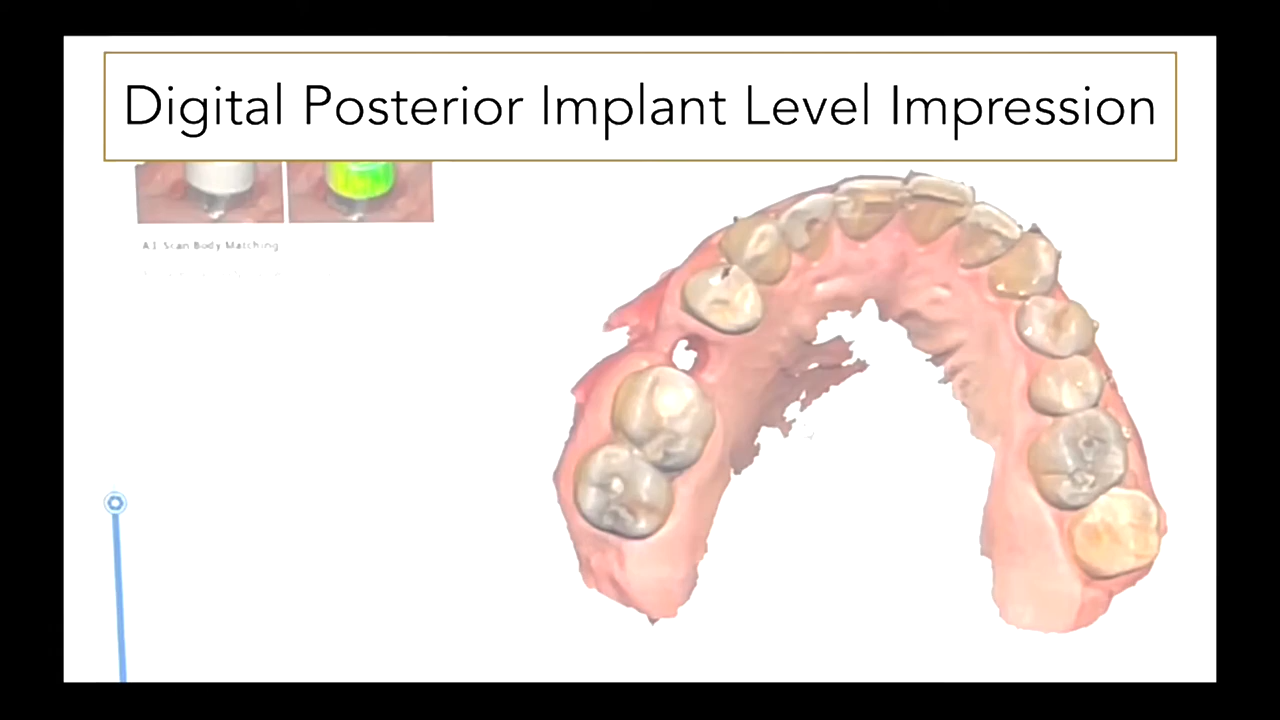 Digital Posterior Implant Level Impression
A.I. Scan Body Matching